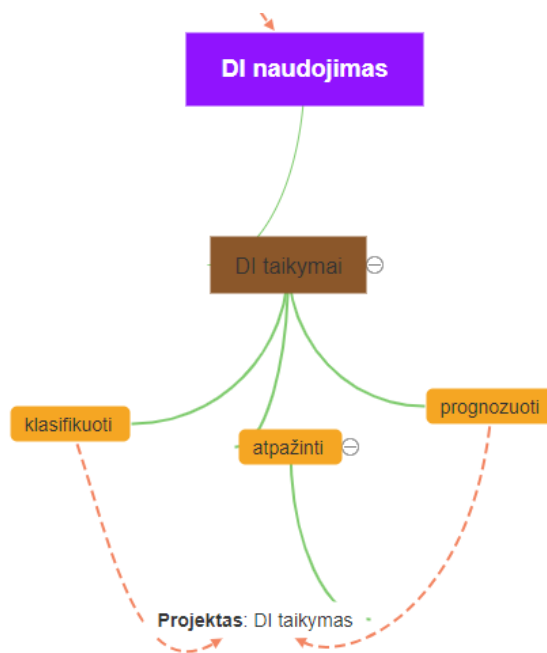 DI naudojimas
DI taikymai
klasifikuoti
atpažinti
prognozuoti
Projektas: DI taikymas